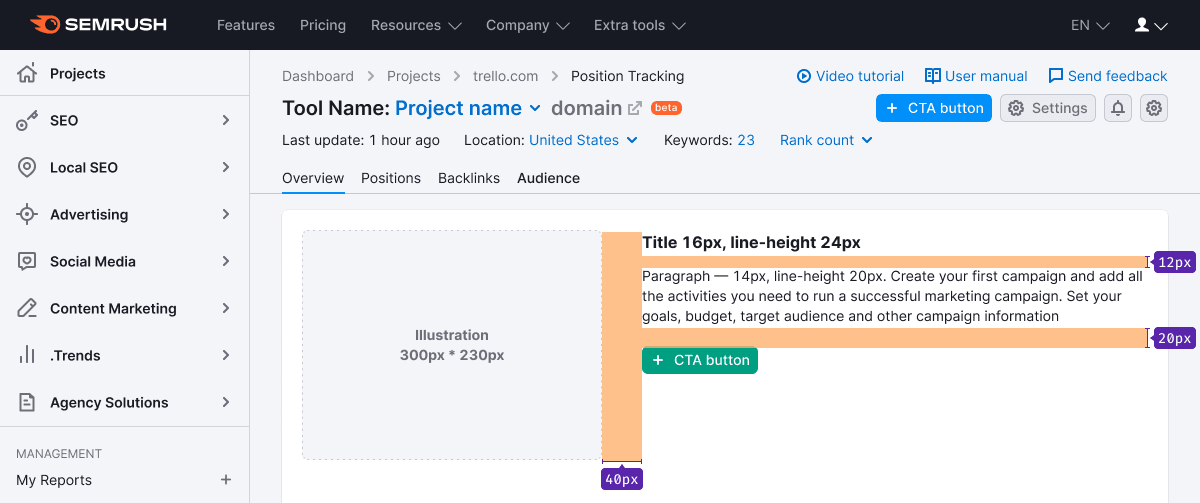 SEMRUSH Features Pricing Resources Company Extra tools EN
Projects
SEO
Local SEO
Advertising
Social Media
Content Marketing
.Trends
Agency Solutions
MANAGEMENT
My Reports +
Dashboard > Projects > trello.com > Position Tracking
Video tutorial User manual Send feedback
Tool Name: Project name domain beta
+ CTA button Settings
Last update: 1 hour ago Location: United States Keywords: 23 Rank count
Overview Positions Backlinks Audience
Illustration
300px * 230px
40px
Title 16px, line-height 24px
12px
Paragraph — 14px, line-height 20px. Create your first campaign and add all
the activities you need to run a successful marketing campaign. Set your
goals, budget, target audience and other campaign information
20px
+ CTA button